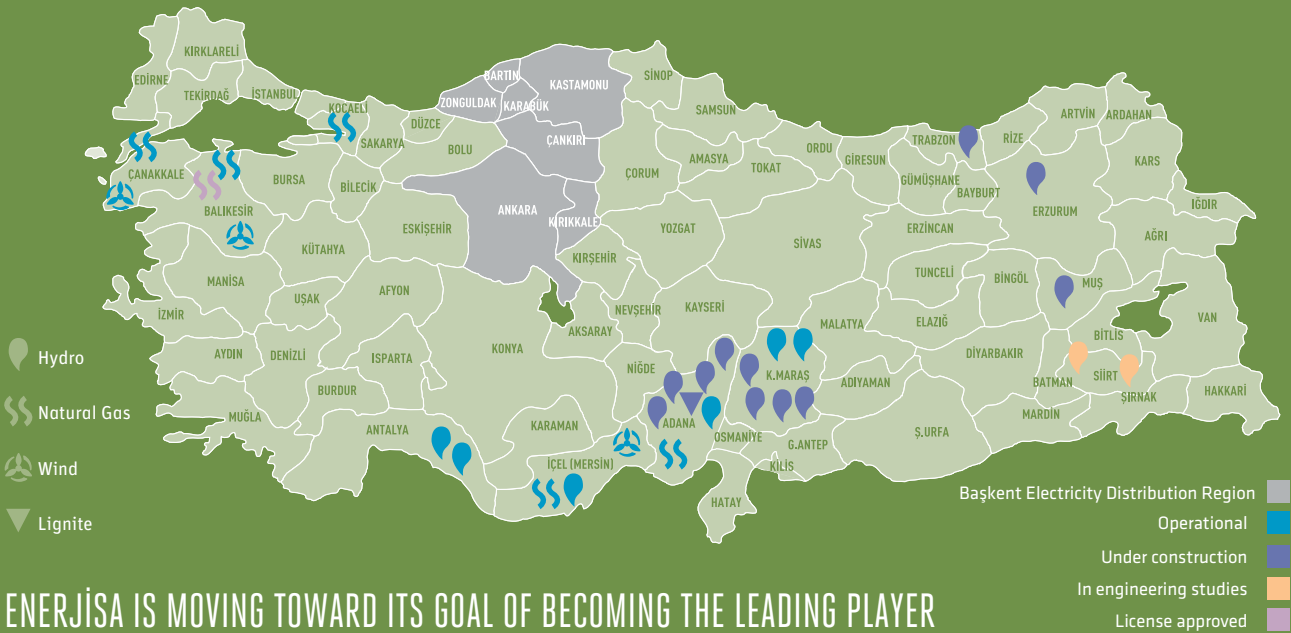 KIRKLARELİ
EDİRNE
TEKİRDAĞ
İSTANBUL
KOCAELİ
SAKARYA
DÜZCE
BOLU
ZONGULDAK
BARTIN
KARABÜK
KASTAMONU
ÇANKIRI
SİNOP
SAMSUN
ÇORUM
AMASYA
TOKAT
ORDU
GİRESUN
TRABZON
RİZE
ARTVİN
ARDAHAN
KARS
GÜMÜŞHANE
BAYBURT
ERZURUM
IĞDIR
AĞRI
ERZİNCAN
ÇANAKKALE
BALIKESİR
BURSA
BİLECİK
ESKİŞEHİR
ANKARA
KIRIKKALE
YOZGAT
SİVAS
KÜTAHYA
KIRŞEHİR
TUNCELİ
BİNGÖL
MUŞ
MANİSA
UŞAK
AFYON
NEVŞEHİR
KAYSERİ
İZMİR
AKSARAY
MALATYA
ELAZIĞ
BİTLİS
VAN
AYDIN
DENİZLİ
ISPARTA
KONYA
NİĞDE
K.MARAŞ
ADIYAMAN
DİYARBAKIR
BATMAN
SİİRT
ŞIRNAK
HAKKARİ
MARDİN
BURDUR
MUĞLA
ANTALYA
KARAMAN
ADANA
OSMANİYE
G.ANTEP
Ş.URFA
İÇEL (MERSİN)
KİLİS
HATAY
Hydro
Natural Gas
Wind
Lignite
Başkent Electricity Distribution Region
Operational
Under construction
In engineering studies
License approved
ENERJİSA IS MOVING TOWARD ITS GOAL OF BECOMING THE LEADING PLAYER